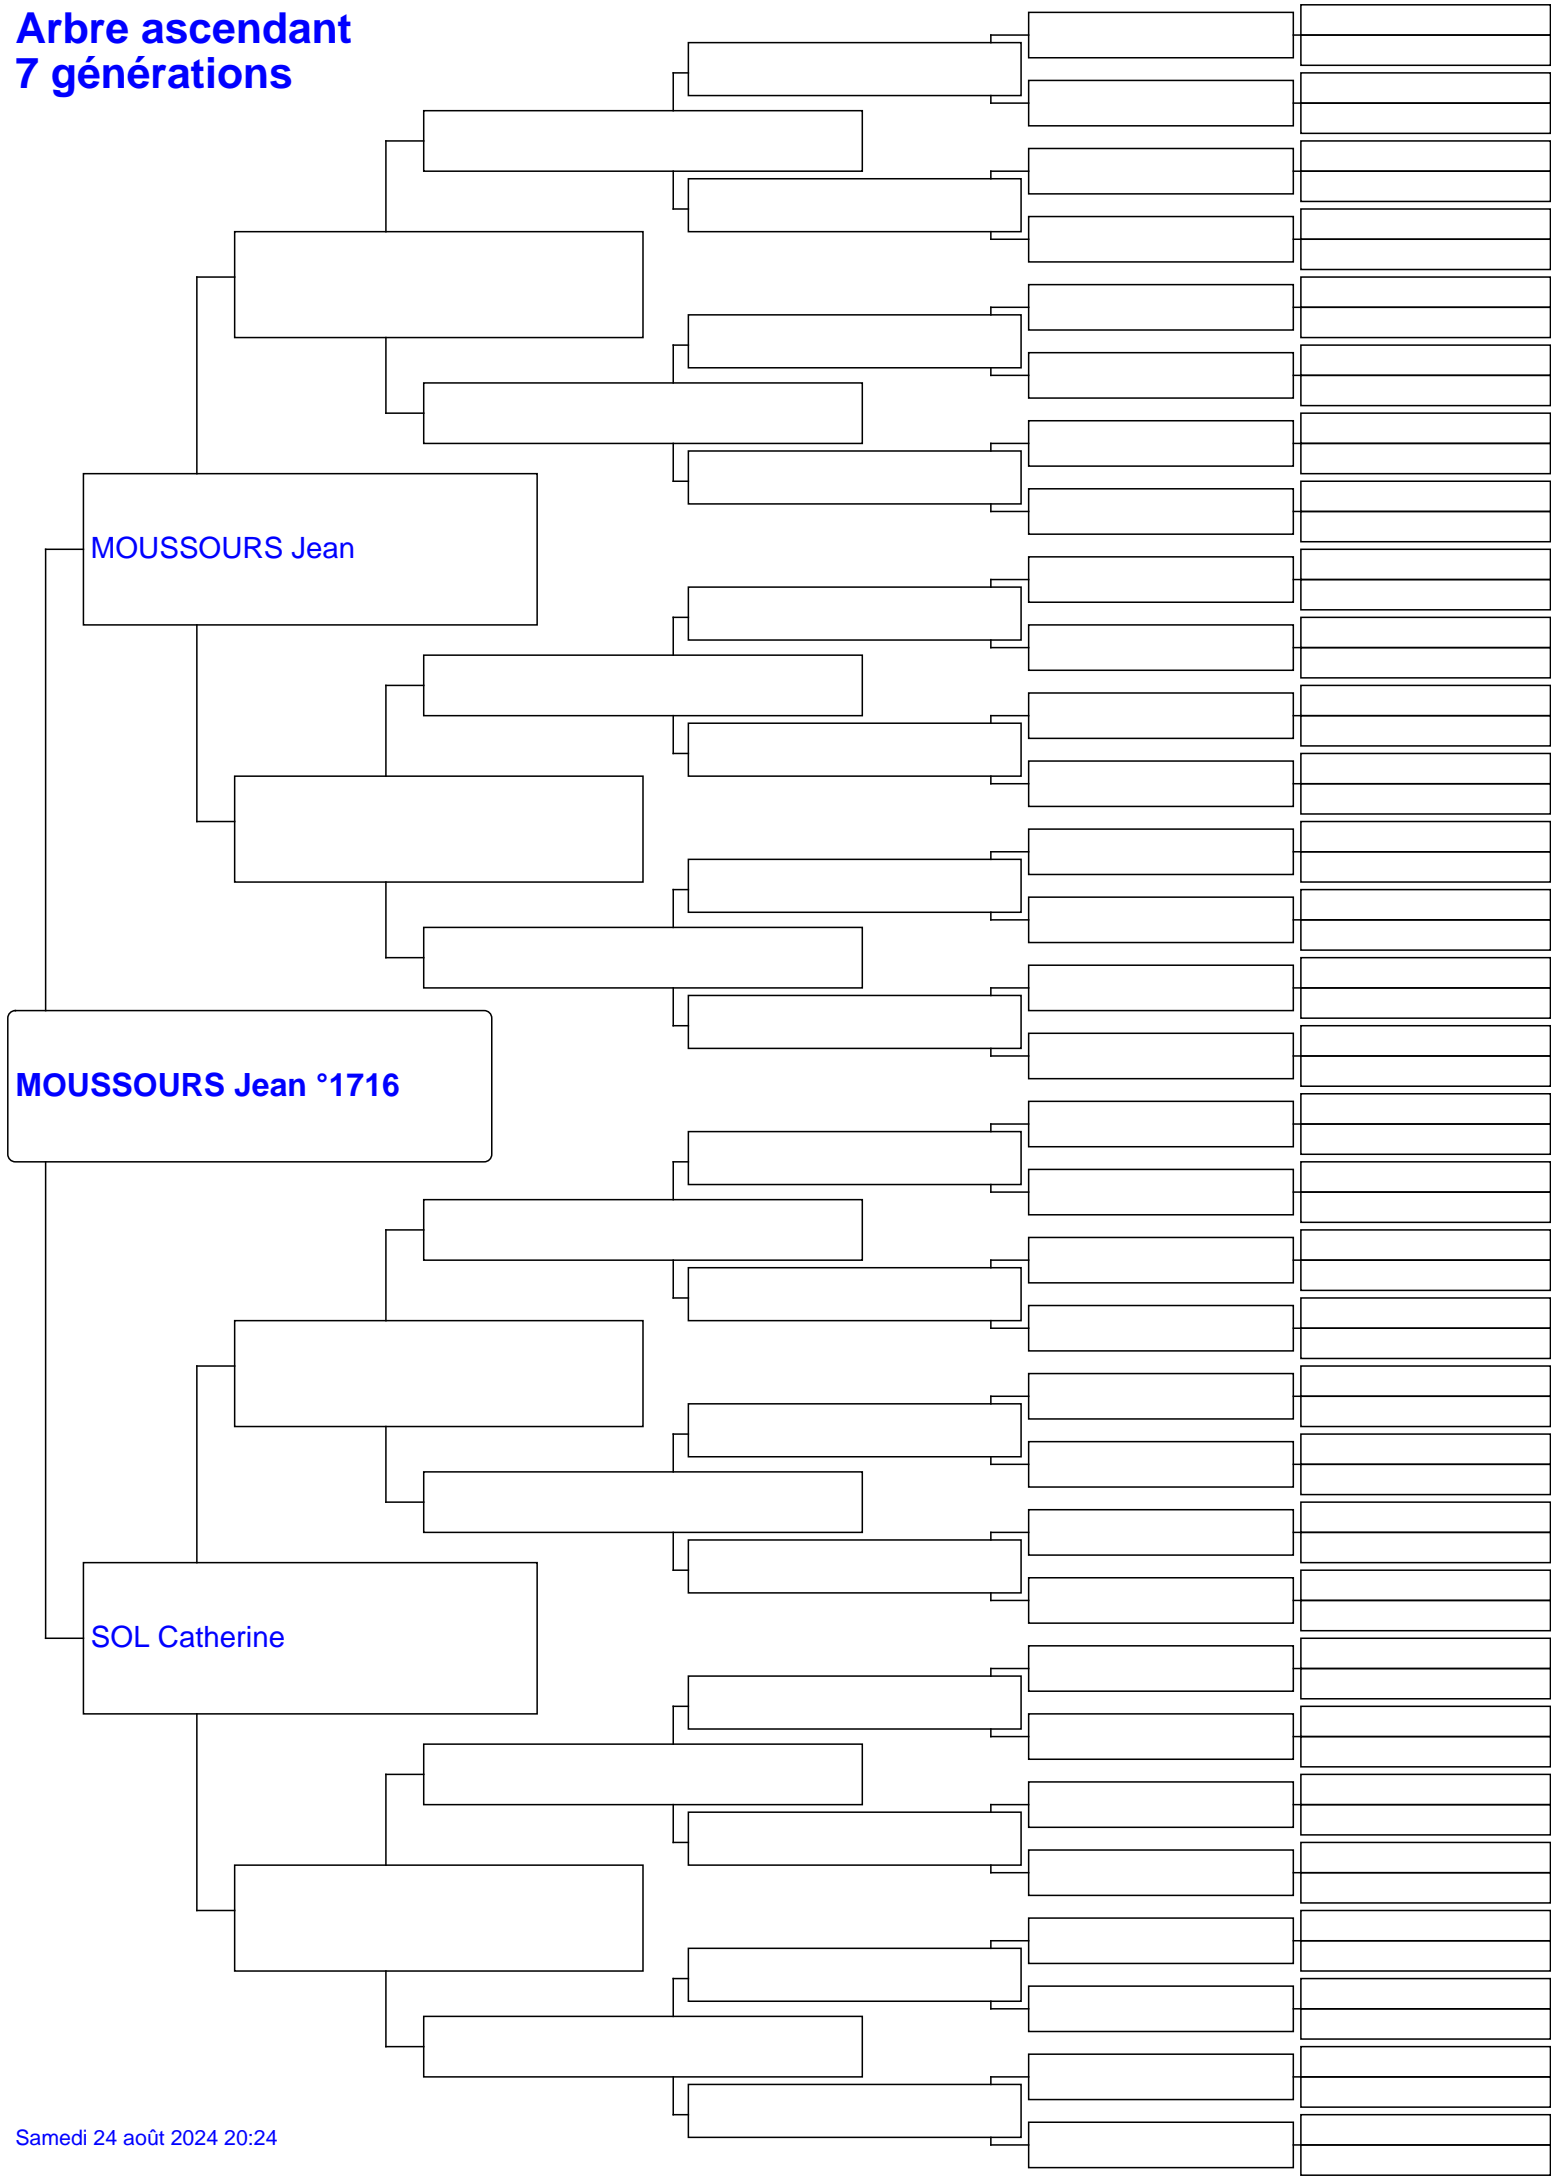 Arbre ascendant
7 générations
MOUSSOURS Jean
MOUSSOURS Jean °1716
SOL Catherine
Samedi 24 août 2024 20:24